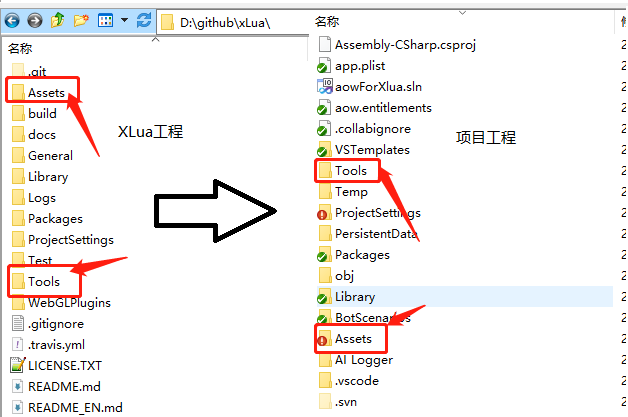 D:\github\xLua\
名称
.git
Assets
build
docs
General
Library
Logs
Packages
ProjectSettings
Test
Tools
WebGLPlugins
.gitignore
.travis.yml
LICENSE.TXT
README.md
README_EN.md
XLua工程
名称
Assembly-CSharp.csproj
app.plist
aowForXlua.sln
aow.entitlements
.collabignore
VSTemplates
Tools
Temp
ProjectSettings
PersistentData
Packages
obj
Library
BotScenarios
Assets
AI Logger
.vscode
.svn
项目工程